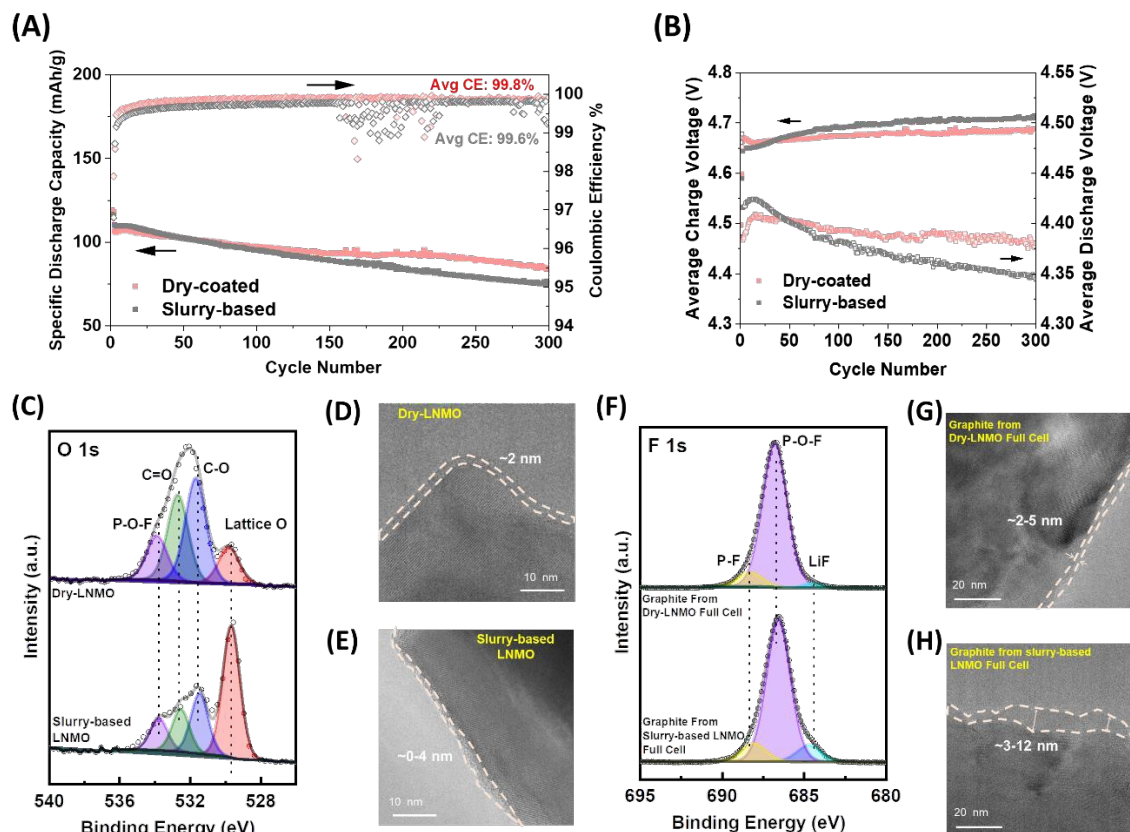 (A)
Specific Discharge Capacity (mAh/g)
200
175
150
125
100
75
50
Avg CE: 99.8%
Avg CE: 99.6%
Dry-coated
Slurry-based
100
99
98
97
96
95
94
Coulombic Efficiency %
0 50 100 150 200 250 300
Cycle Number
(B)
Average Charge Voltage (V)
4.8
4.7
4.6
4.5
4.4
4.3
Dry-coated
Slurry-based
4.55
4.50
4.45
4.40
4.35
4.30
Average Discharge Voltage (V)
0 50 100 150 200 250 300
Cycle Number
(C)
Intensity (a.u.)
O 1s
C=O
C-O
P-O-F
Lattice O
Dry-LNMO
Slurry-based
LNMO
540 536 532 528
Binding Energy (eV)
(D)
Dry-LNMO
~2 nm
10 nm
(E)
Slurry-based
LNMO
~0-4 nm
10 nm
(F)
Intensity (a.u.)
F 1s
P-O-F
P-F
LiF
Graphite From
Dry-LNMO Full Cell
Graphite From
Slurry-based LNMO
Full Cell
695 690 685 680
Binding Energy (eV)
(G)
Graphite from
Dry-LNMO Full Cell
~2-5 nm
20 nm
(H)
Graphite from slurry-based
LNMO Full Cell
~3-12 nm
20 nm